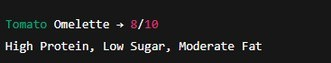 Tomato Omelette → 8/10
High Protein, Low Sugar, Moderate Fat